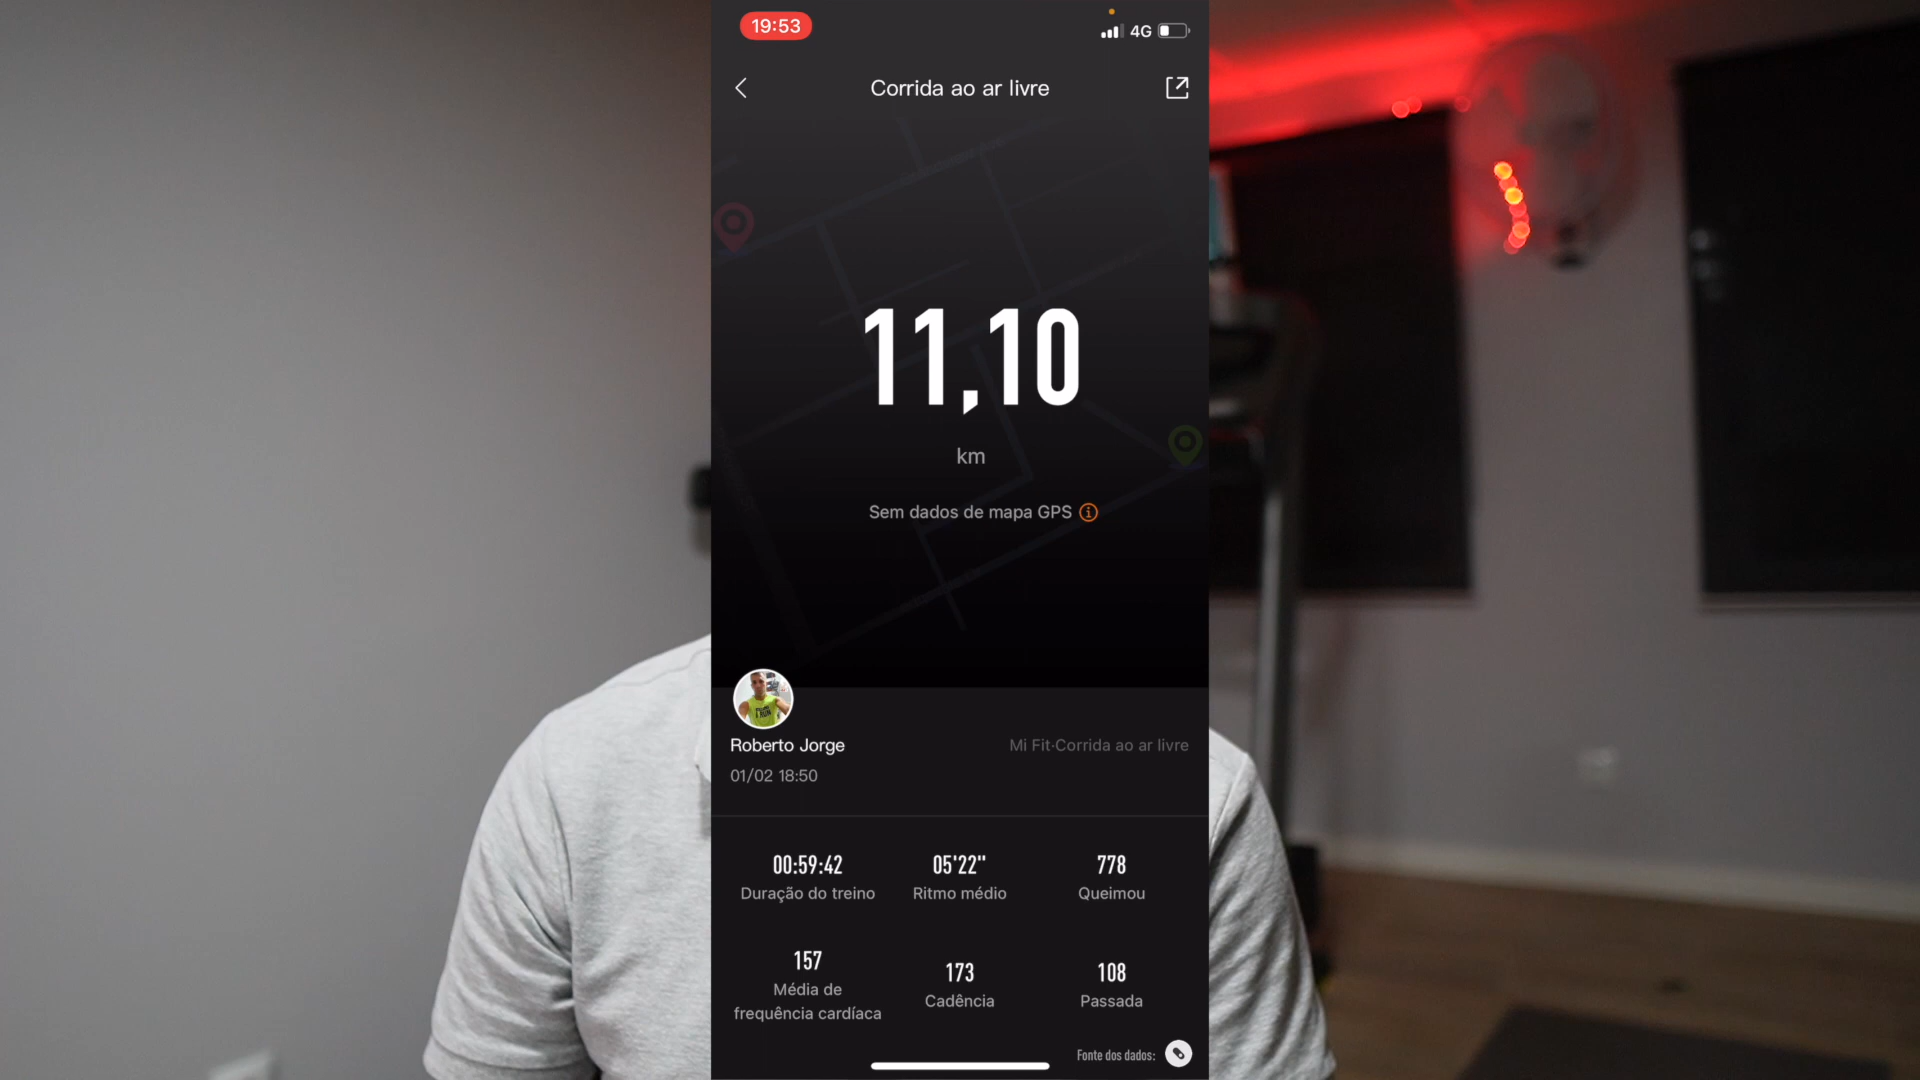 19:53
4G
Corrida ao ar livre
11,10
km
Sem dados de mapa GPS
Roberto Jorge
Mi Fit·Corrida ao ar livre
01/02 18:50
00:59:42
Duração do treino
05'22"
Ritmo médio
778
Queimou
157
Média de
frequência cardíaca
173
Cadência
108
Passada
Fonte dos dados: